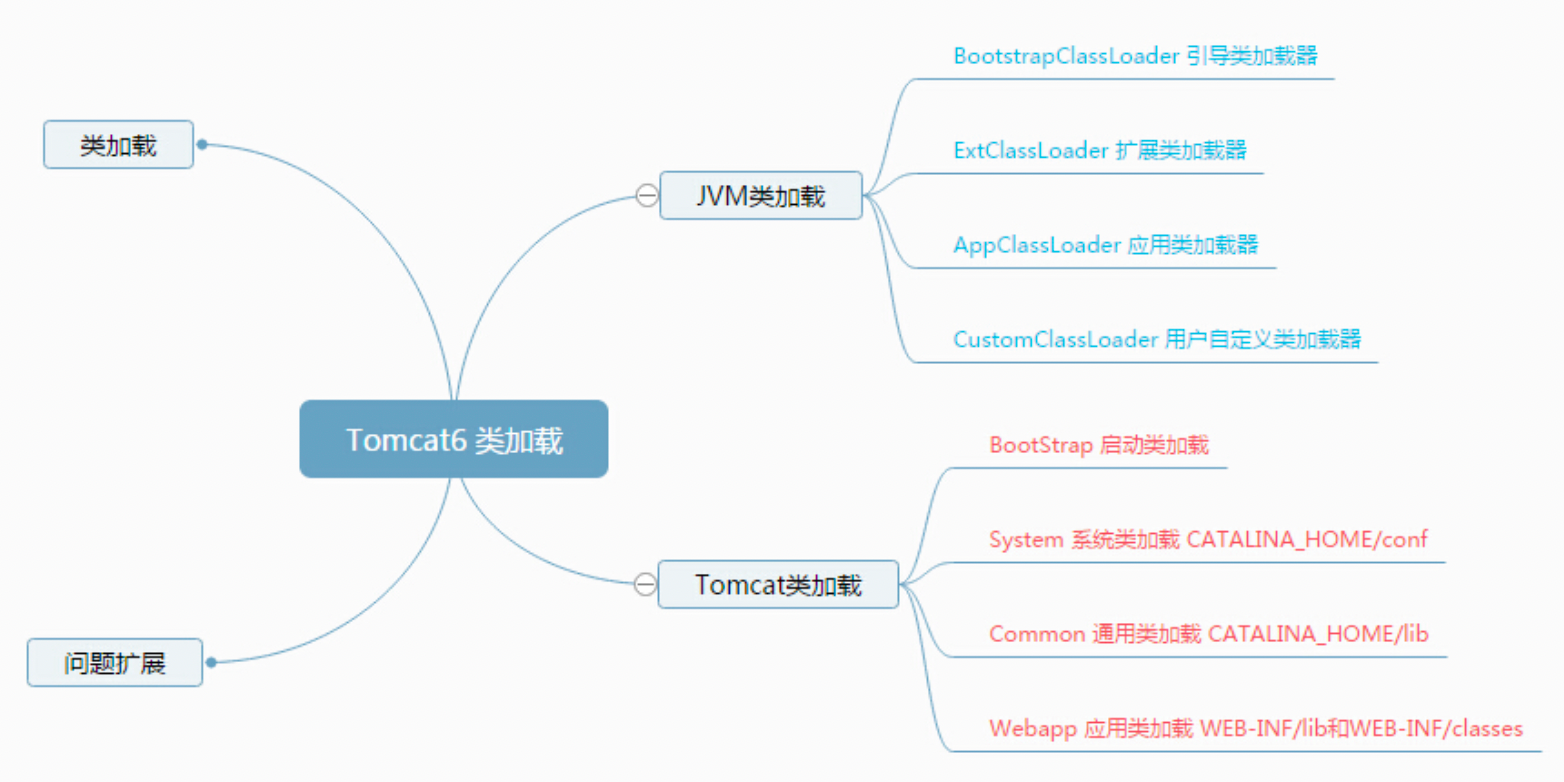 类加载
问题扩展
Tomcat6 类加载
JVM类加载
BootstrapClassLoader 引导类加载器
ExtClassLoader 扩展类加载器
AppClassLoader 应用类加载器
CustomClassLoader 用户自定义类加载器
Tomcat类加载
BootStrap 启动类加载
System 系统类加载 CATALINA_HOME/conf
Common 通用类加载 CATALINA_HOME/lib
Webapp 应用类加载 WEB-INF/lib和WEB-INF/classes